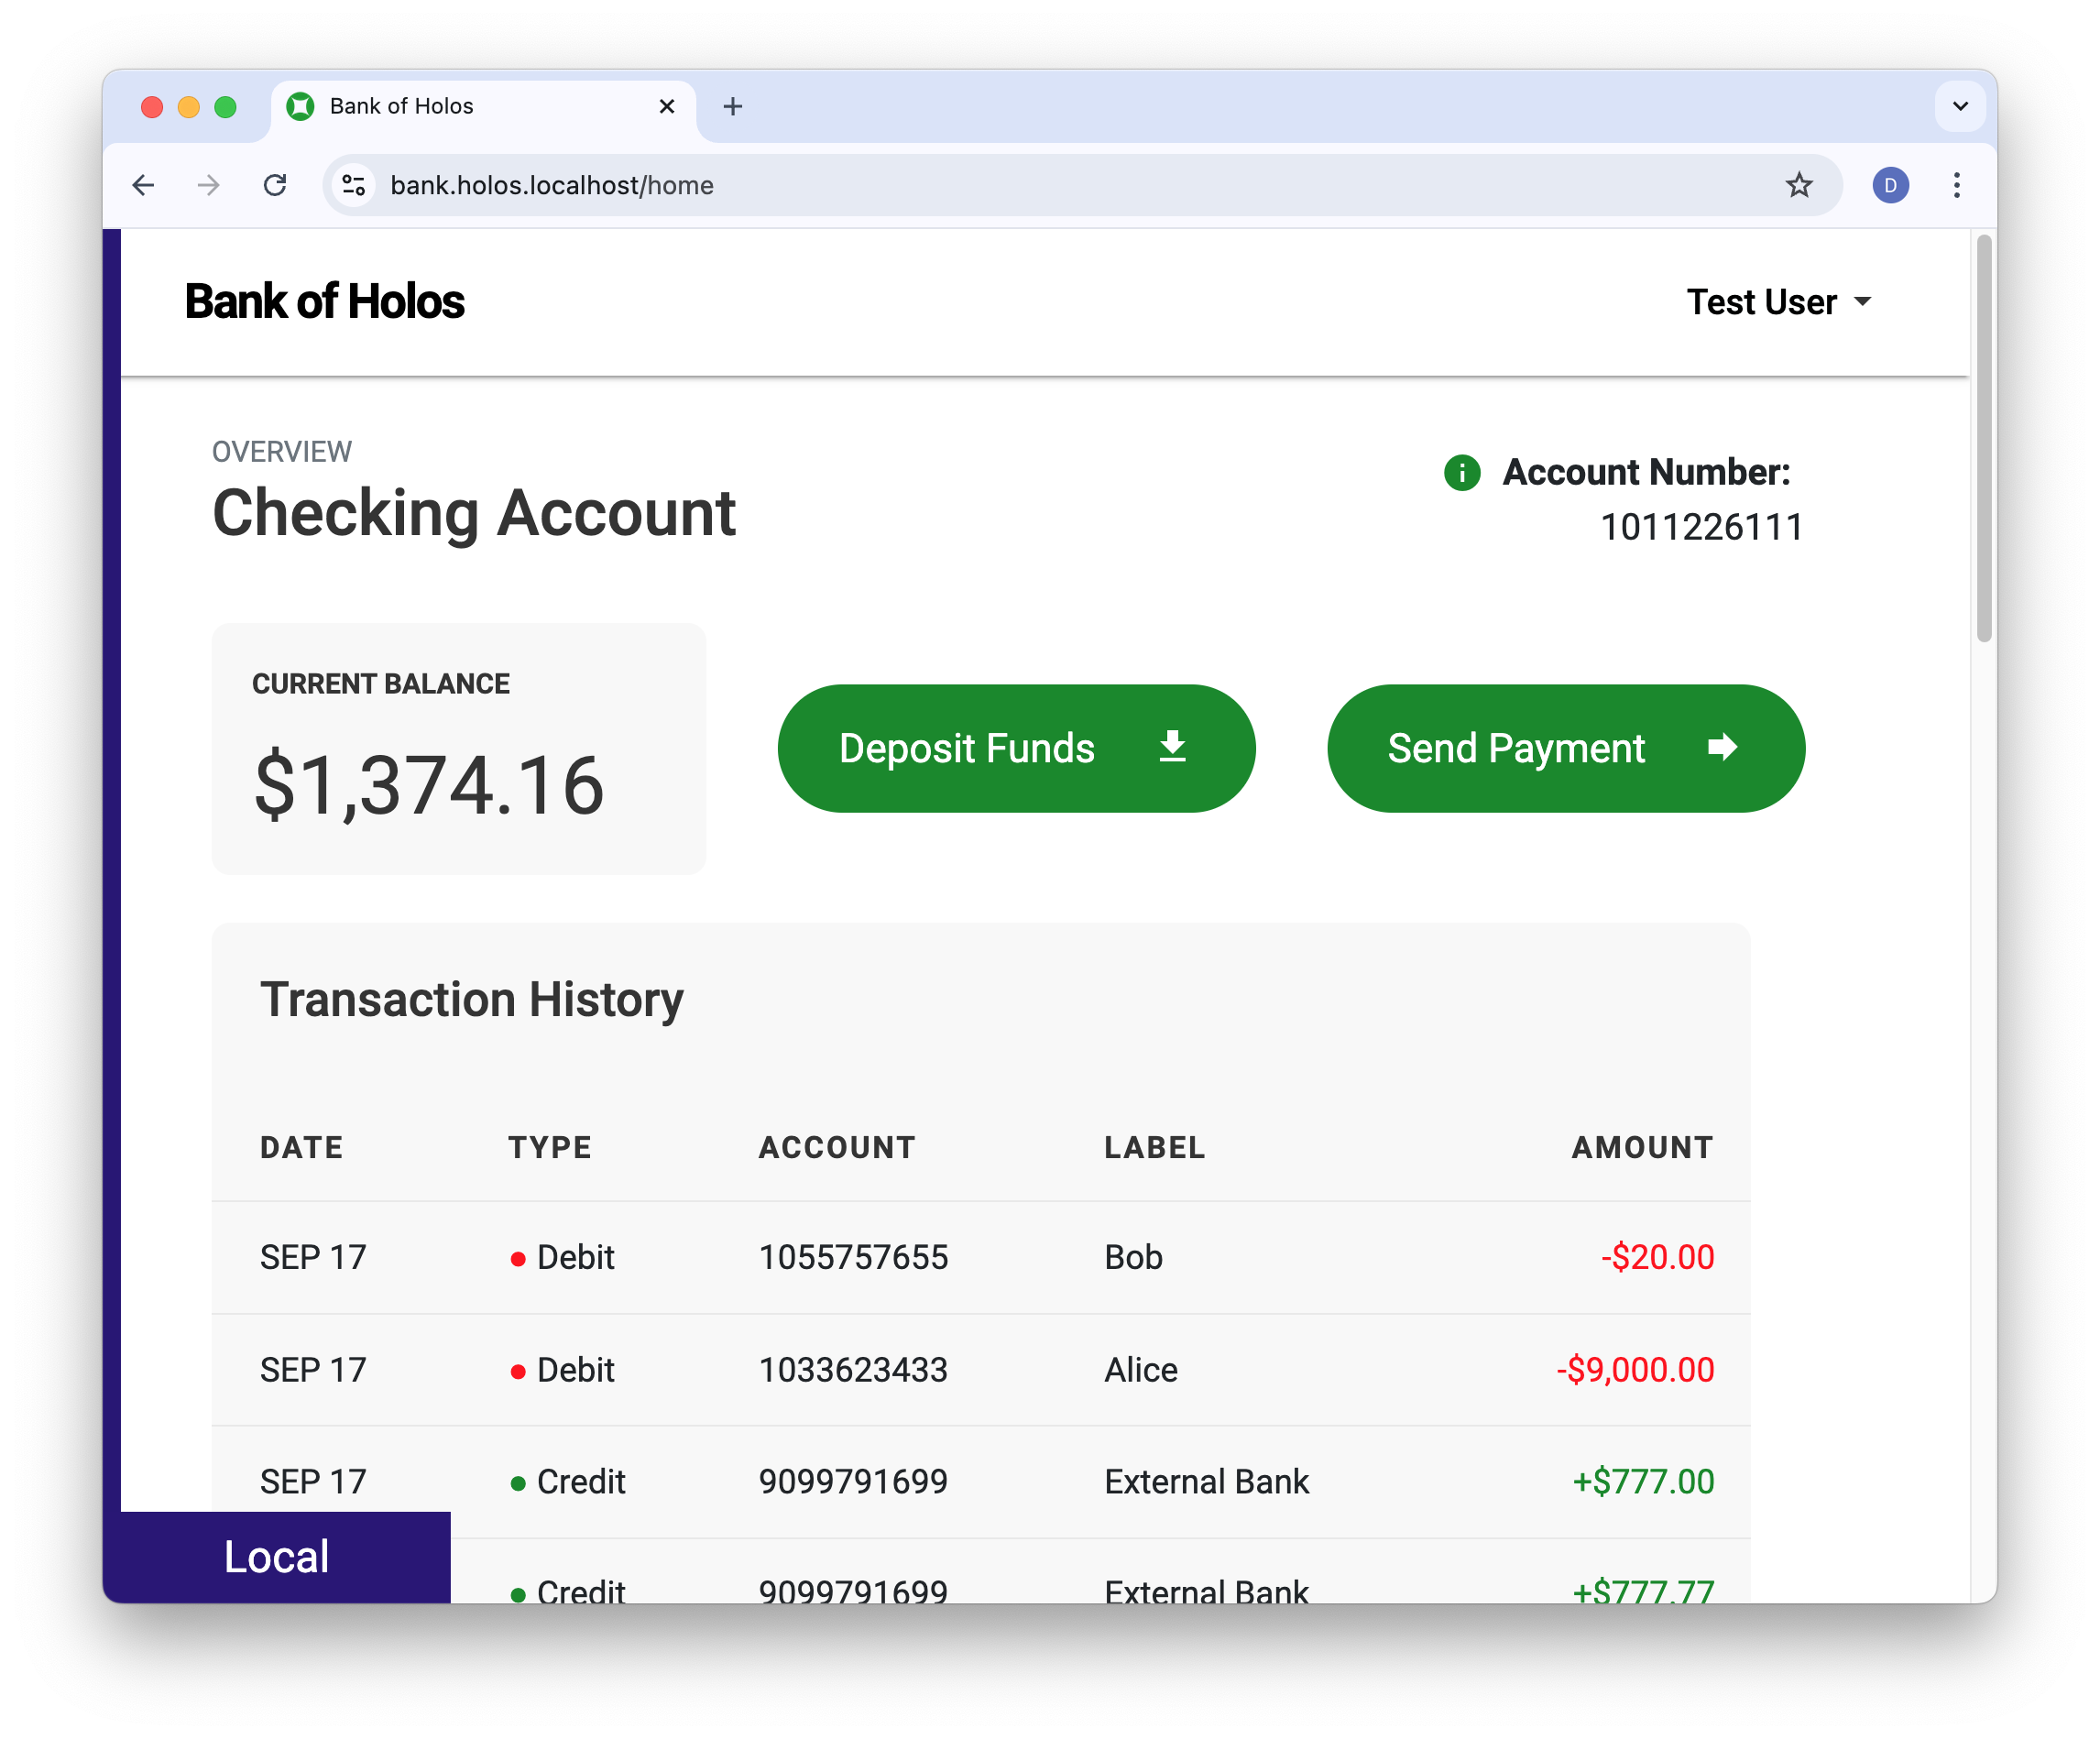 Bank of Holos
bank.holos.localhost/home
D
Bank of Holos
Test User
OVERVIEW
Checking Account
Account Number:
1011226111
CURRENT BALANCE
$1,374.16
Deposit Funds
Send Payment
Transaction History
DATE TYPE ACCOUNT LABEL AMOUNT
SEP 17 Debit 1055757655 Bob -$20.00
SEP 17 Debit 1033623433 Alice -$9,000.00
SEP 17 Credit 9099791699 External Bank +$777.00
Credit 9099791699 External Bank +$777.77
Local